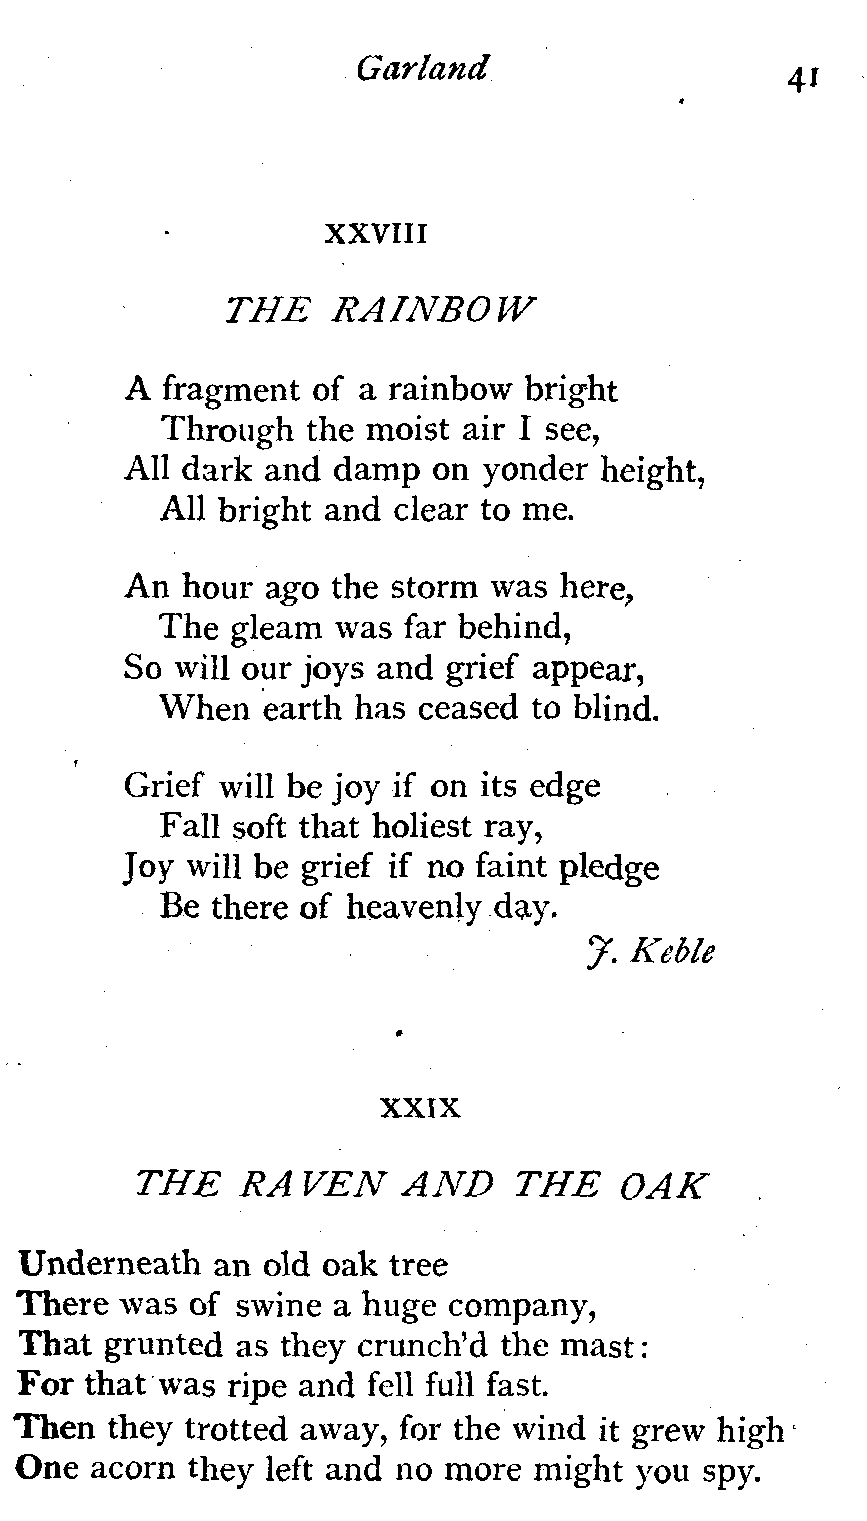 Garland 41
XXVIII
THE RAINBOW
A fragment of a rainbow bright
Through the moist air I see,
All dark and damp on yonder height,
All bright and clear to me.
An hour ago the storm was here,
The gleam was far behind,
So will our joys and grief appear,
When earth has ceased to blind.
Grief will be joy if on its edge
Fall soft that holiest ray,
Joy will be grief if no faint pledge
Be there of heavenly day.
J. Keble
XXIX
THE RAVEN AND THE OAK
Underneath an old oak tree
There was of swine a huge company,
That grunted as they crunch'd the mast:
For that was ripe and fell full fast.
Then they trotted away, for the wind it grew high
One acorn they left and no more might you spy.